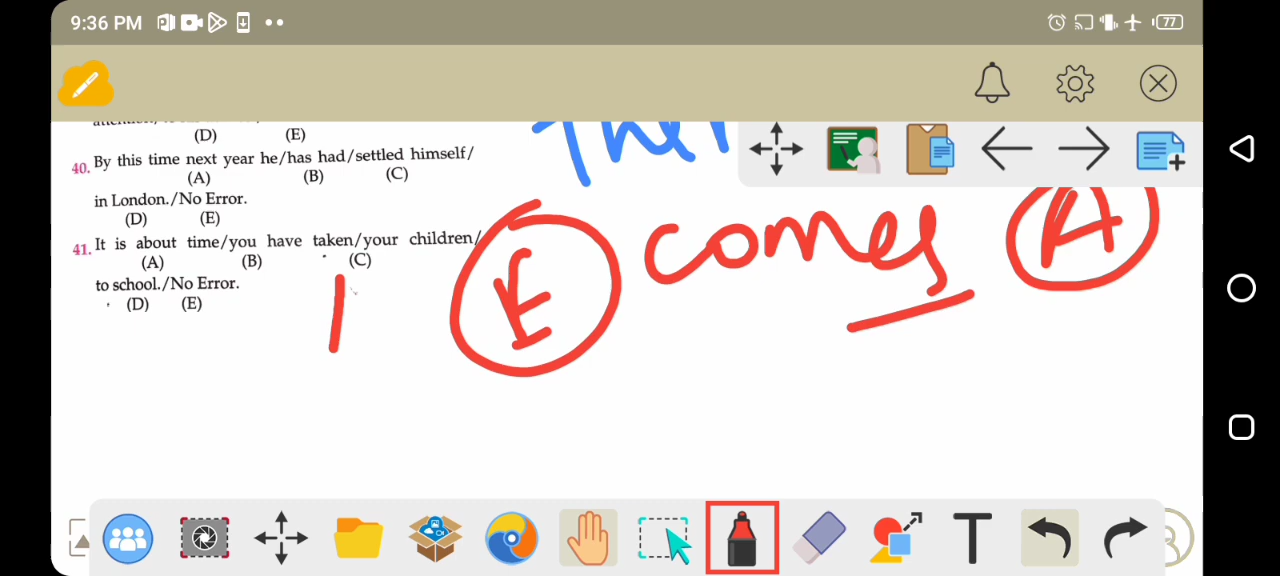 9:36 PM
77
(D) (E)
40. By this time next year he/has had/settled himself/
(A) (B) (C)
in London./No Error.
(D) (E)
41. It is about time/you have taken/your children/
(A) (B) (C)
to school./No Error.
(D) (E)
E comes A
T